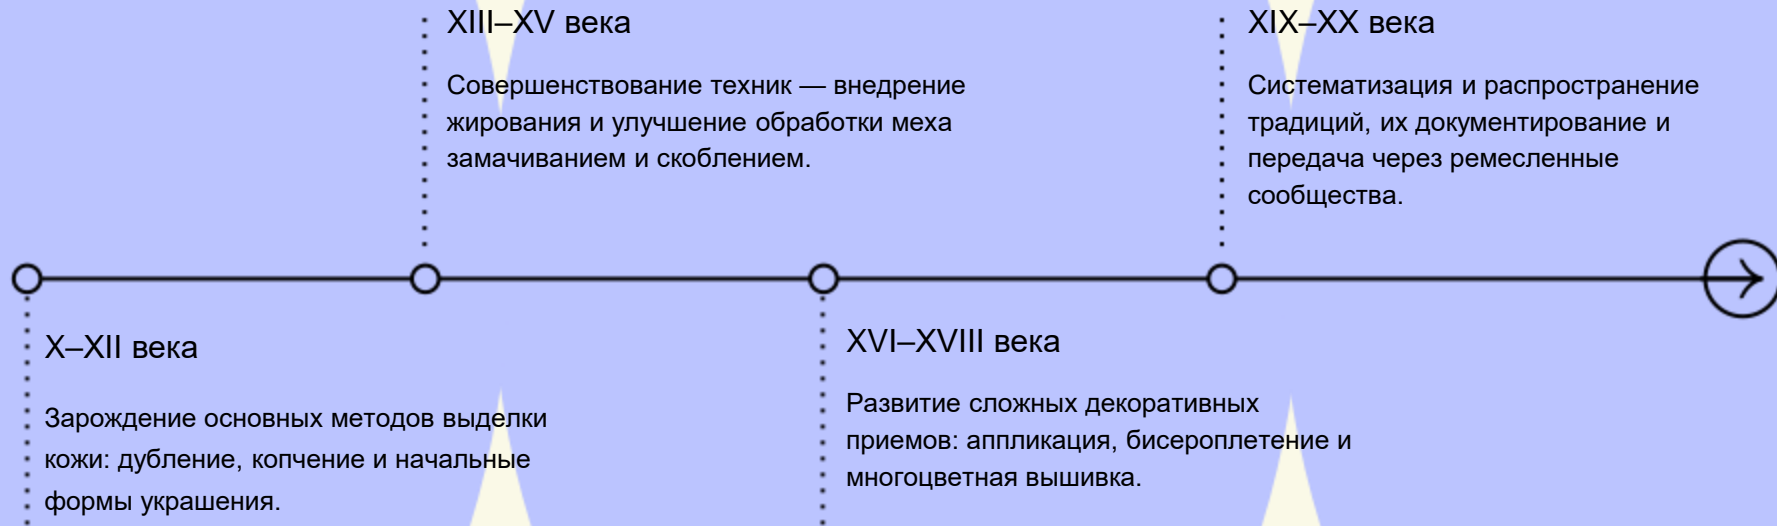 XIII–XV века
Совершенствование техник — внедрение
жирования и улучшение обработки меха
замачиванием и скоблением.
XIX–XX века
Систематизация и распространение
традиций, их документирование и
передача через ремесленные
сообщества.
X–XII века
Зарождение основных методов выделки
кожи: дубление, копчение и начальные
формы украшения.
XVI–XVIII века
Развитие сложных декоративных
приемов: аппликация, бисероплетение и
многоцветная вышивка.